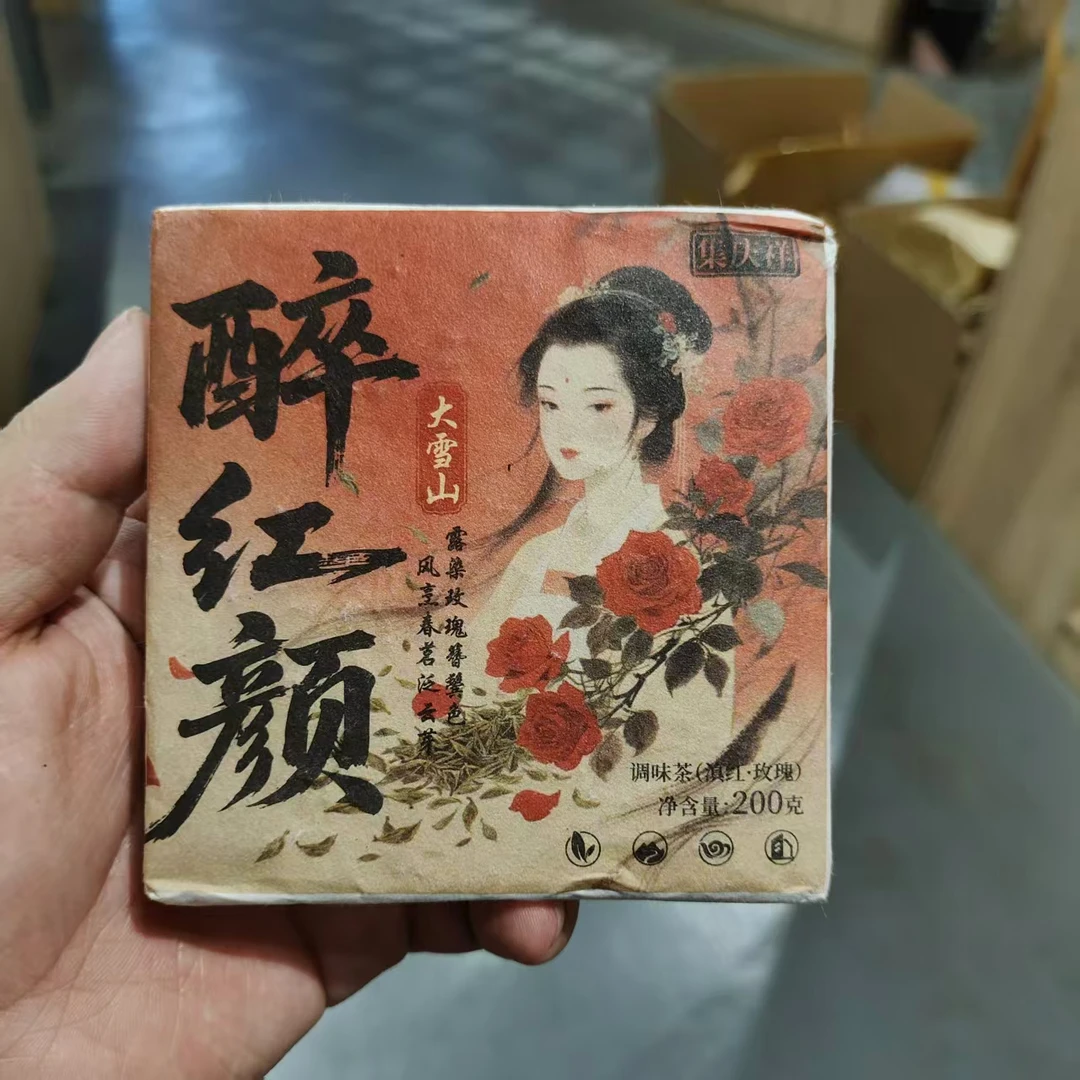 醉红颜
集庆祥
大雪山
露染玫瑰簪鬓色
风烹春茗泛云芽
调味茶(滇红·玫瑰)
净含量:200克